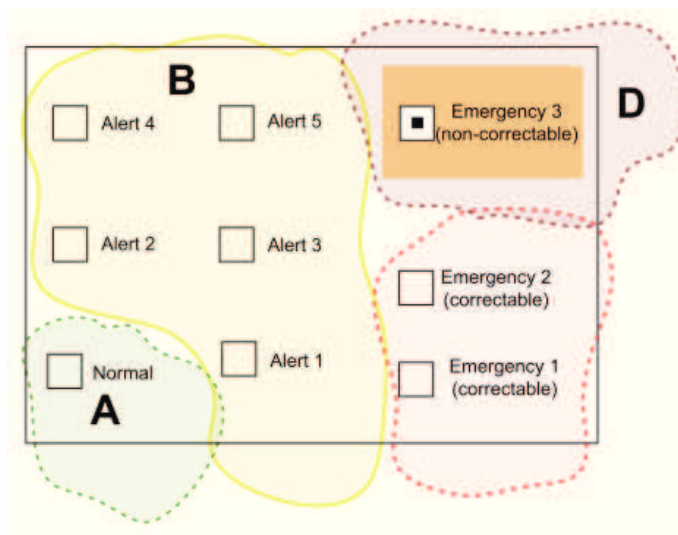 B
D
Alert 4
Alert 5
Emergency 3
(non-correctable)
Alert 2
Alert 3
Emergency 2
(correctable)
Alert 1
Normal
Emergency 1
(correctable)
A